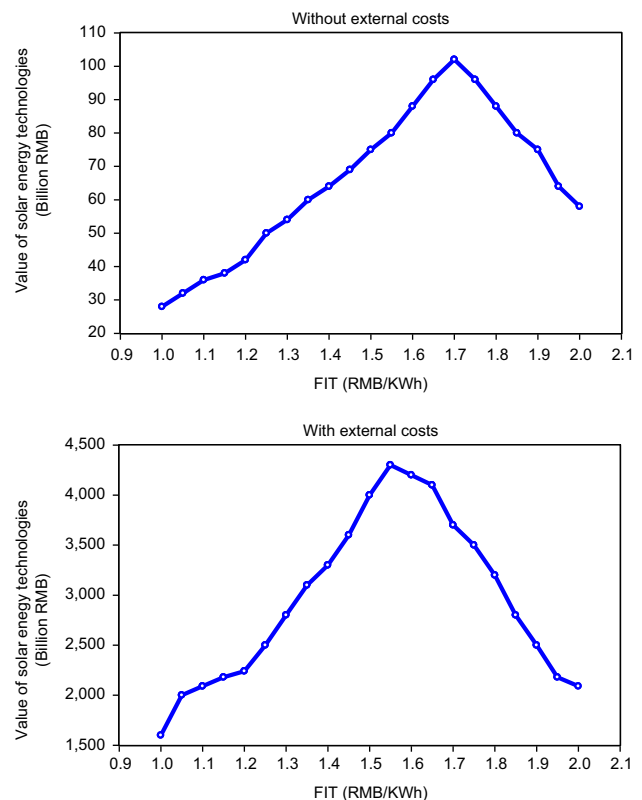 Without external costs
110
100
90
80
70
60
50
40
30
20
Value of solar energy technologies
(Billion RMB)
0.9 1.0 1.1 1.2 1.3 1.4 1.5 1.6 1.7 1.8 1.9 2.0 2.1
FIT (RMB/KWh)
With external costs
4,500
4,000
3,500
3,000
2,500
2,000
1,500
Value of solar energy technologies
(Billion RMB)
0.9 1.0 1.1 1.2 1.3 1.4 1.5 1.6 1.7 1.8 1.9 2.0 2.1
FIT (RMB/KWh)